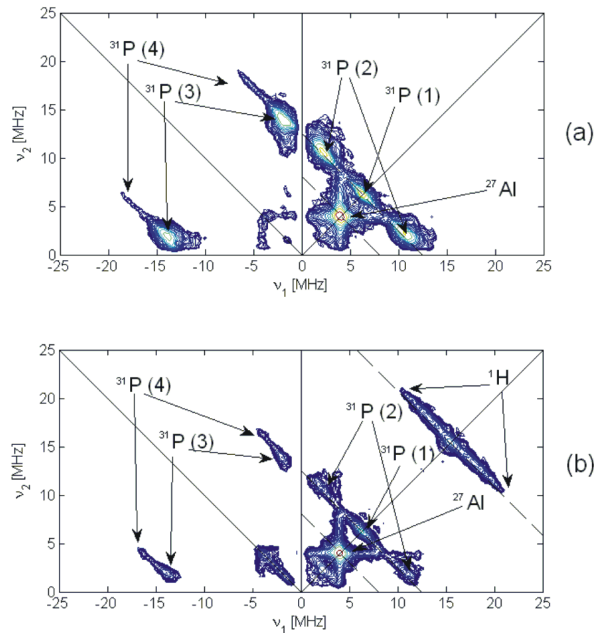 25
20
15
10
5
0
ν₂ [MHz]
³¹P (4)
³¹P (3)
³¹P (2)
³¹P (1)
²⁷Al
(a)
-25 -20 -15 -10 -5 0 5 10 15 20 25
ν₁ [MHz]
25
20
15
10
5
0
ν₂ [MHz]
³¹P (4)
³¹P (3)
³¹P (2)
³¹P (1)
¹H
²⁷Al
(b)
-25 -20 -15 -10 -5 0 5 10 15 20 25
ν₁ [MHz]